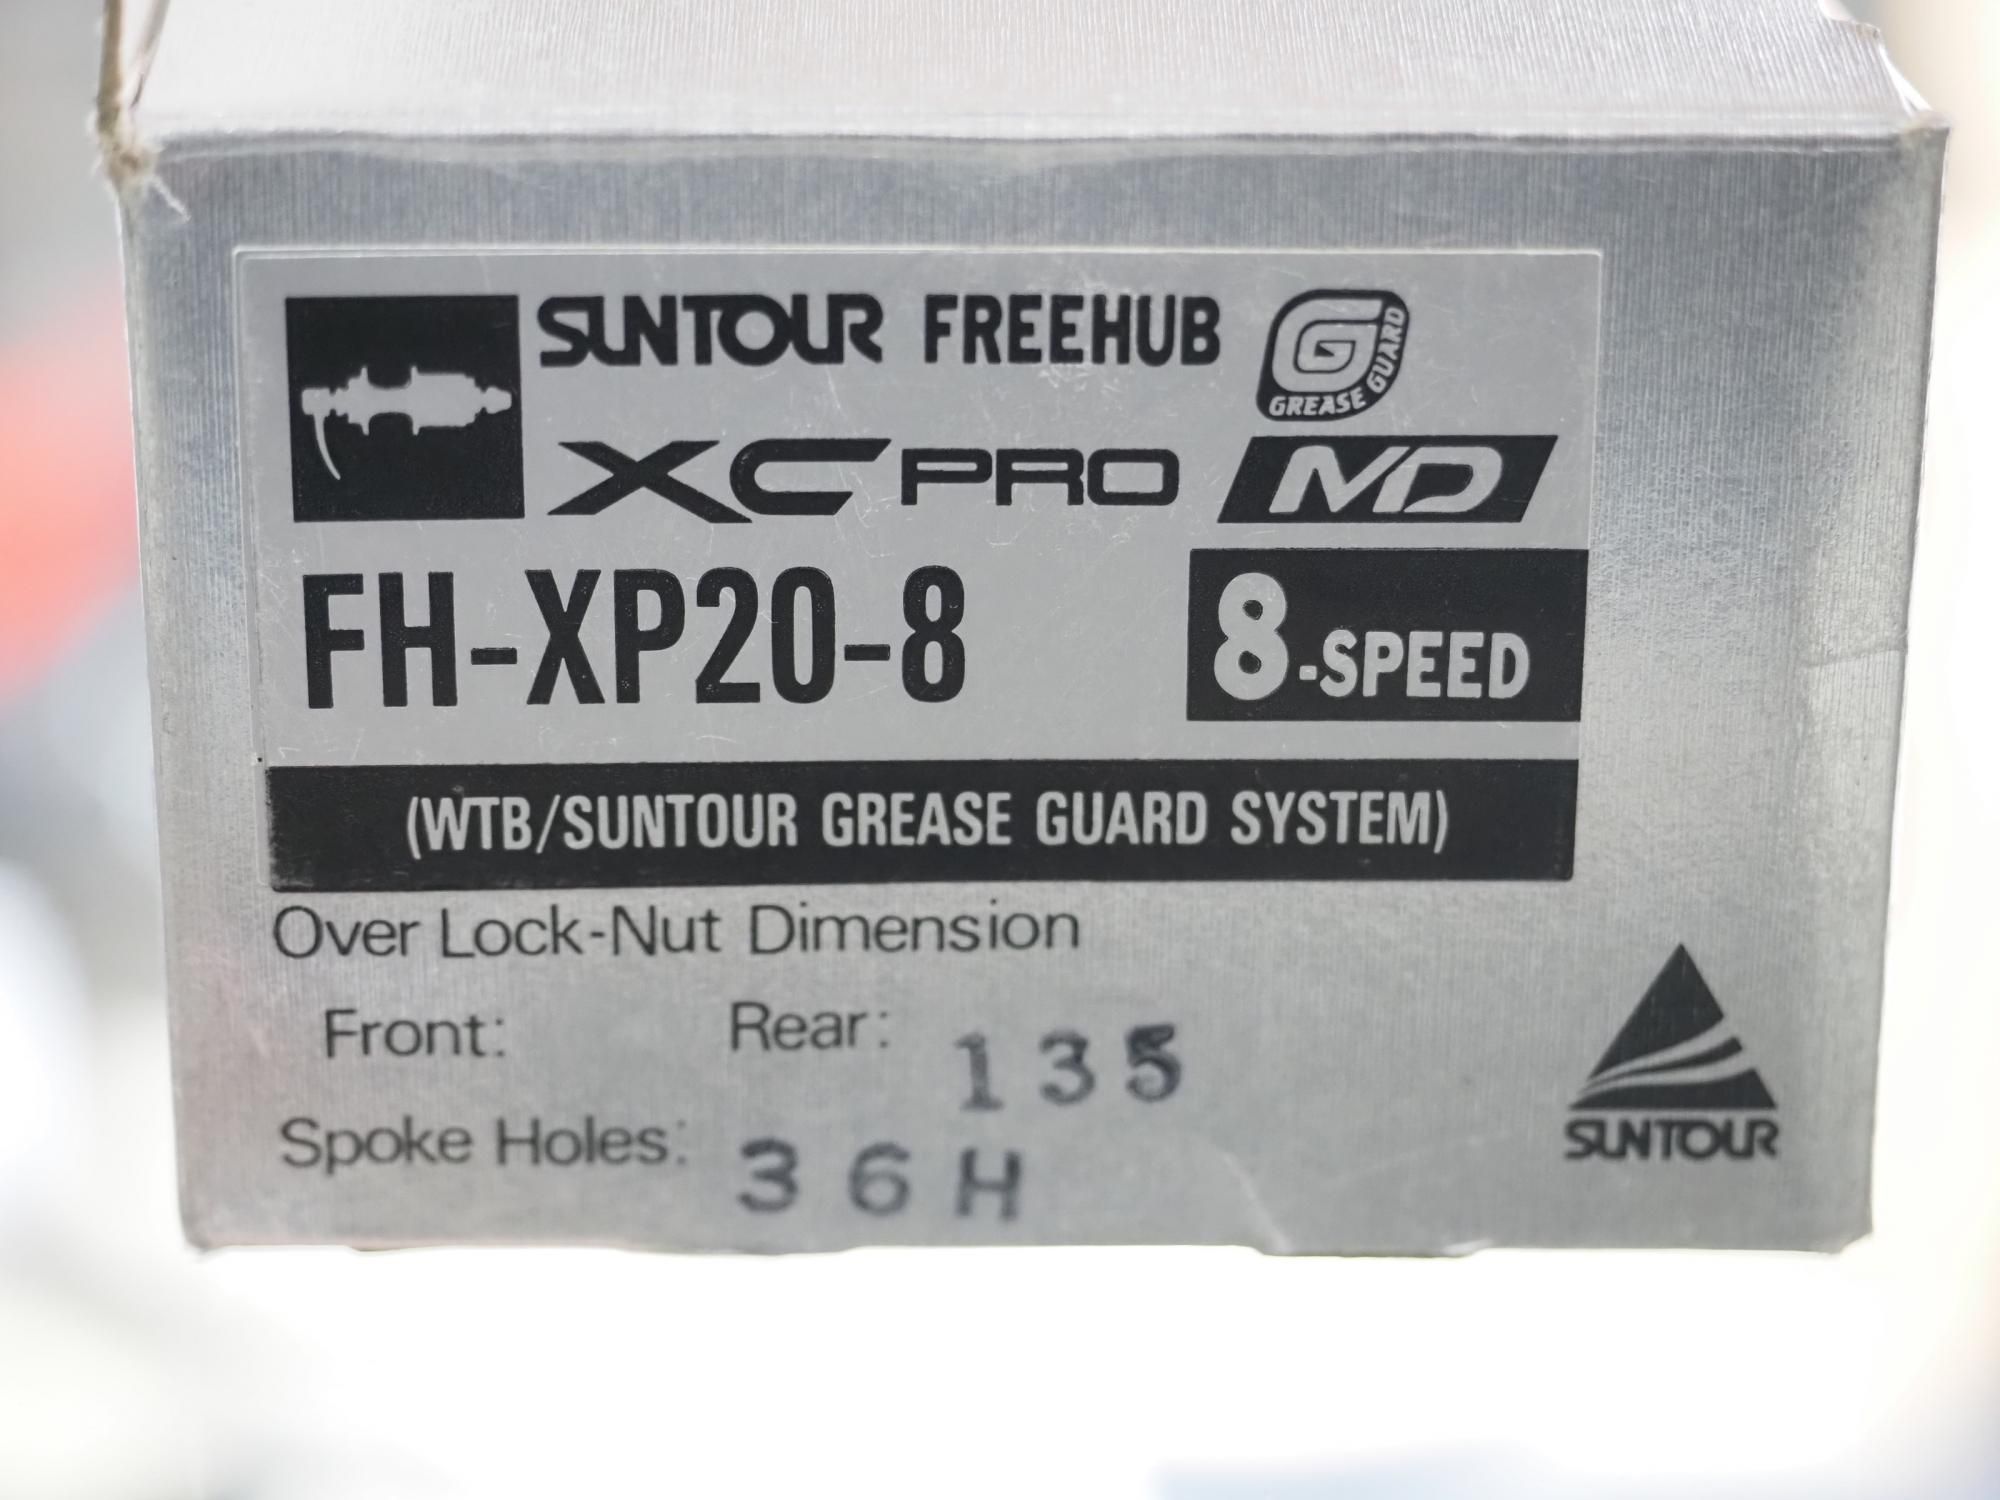 SUNTOUR FREEHUB G GREASE GUARD
XC PRO MD
FH-XP20-8 8-SPEED
(WTB/SUNTOUR GREASE GUARD SYSTEM)
Over Lock-Nut Dimension
Front: Rear: 135
Spoke Holes: 36H
SUNTOUR